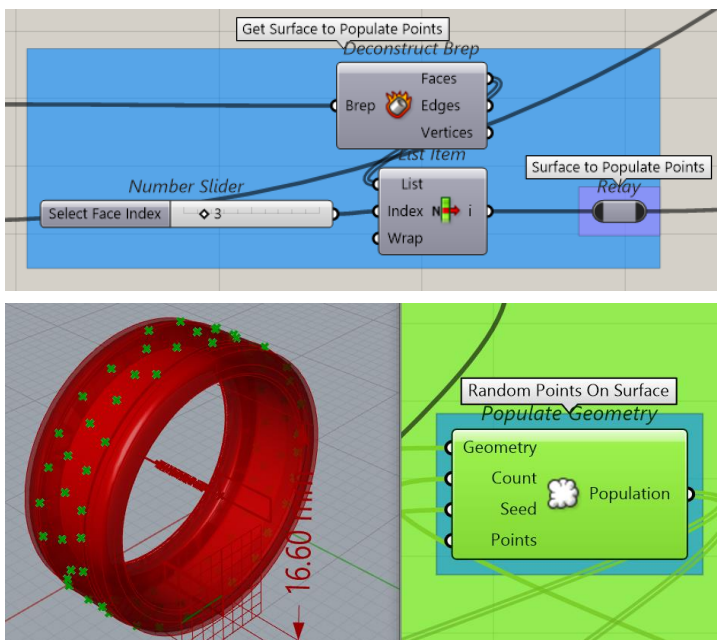 Get Surface to Populate Points
Deconstruct Brep
Faces
Brep
Edges
Vertices
List Item
Surface to Populate Points
Number Slider
List
Relay
Select Face Index
3
Index
N
i
Wrap
Random Points On Surface
Populate Geometry
Geometry
Count
Population
Seed
Points
16.60